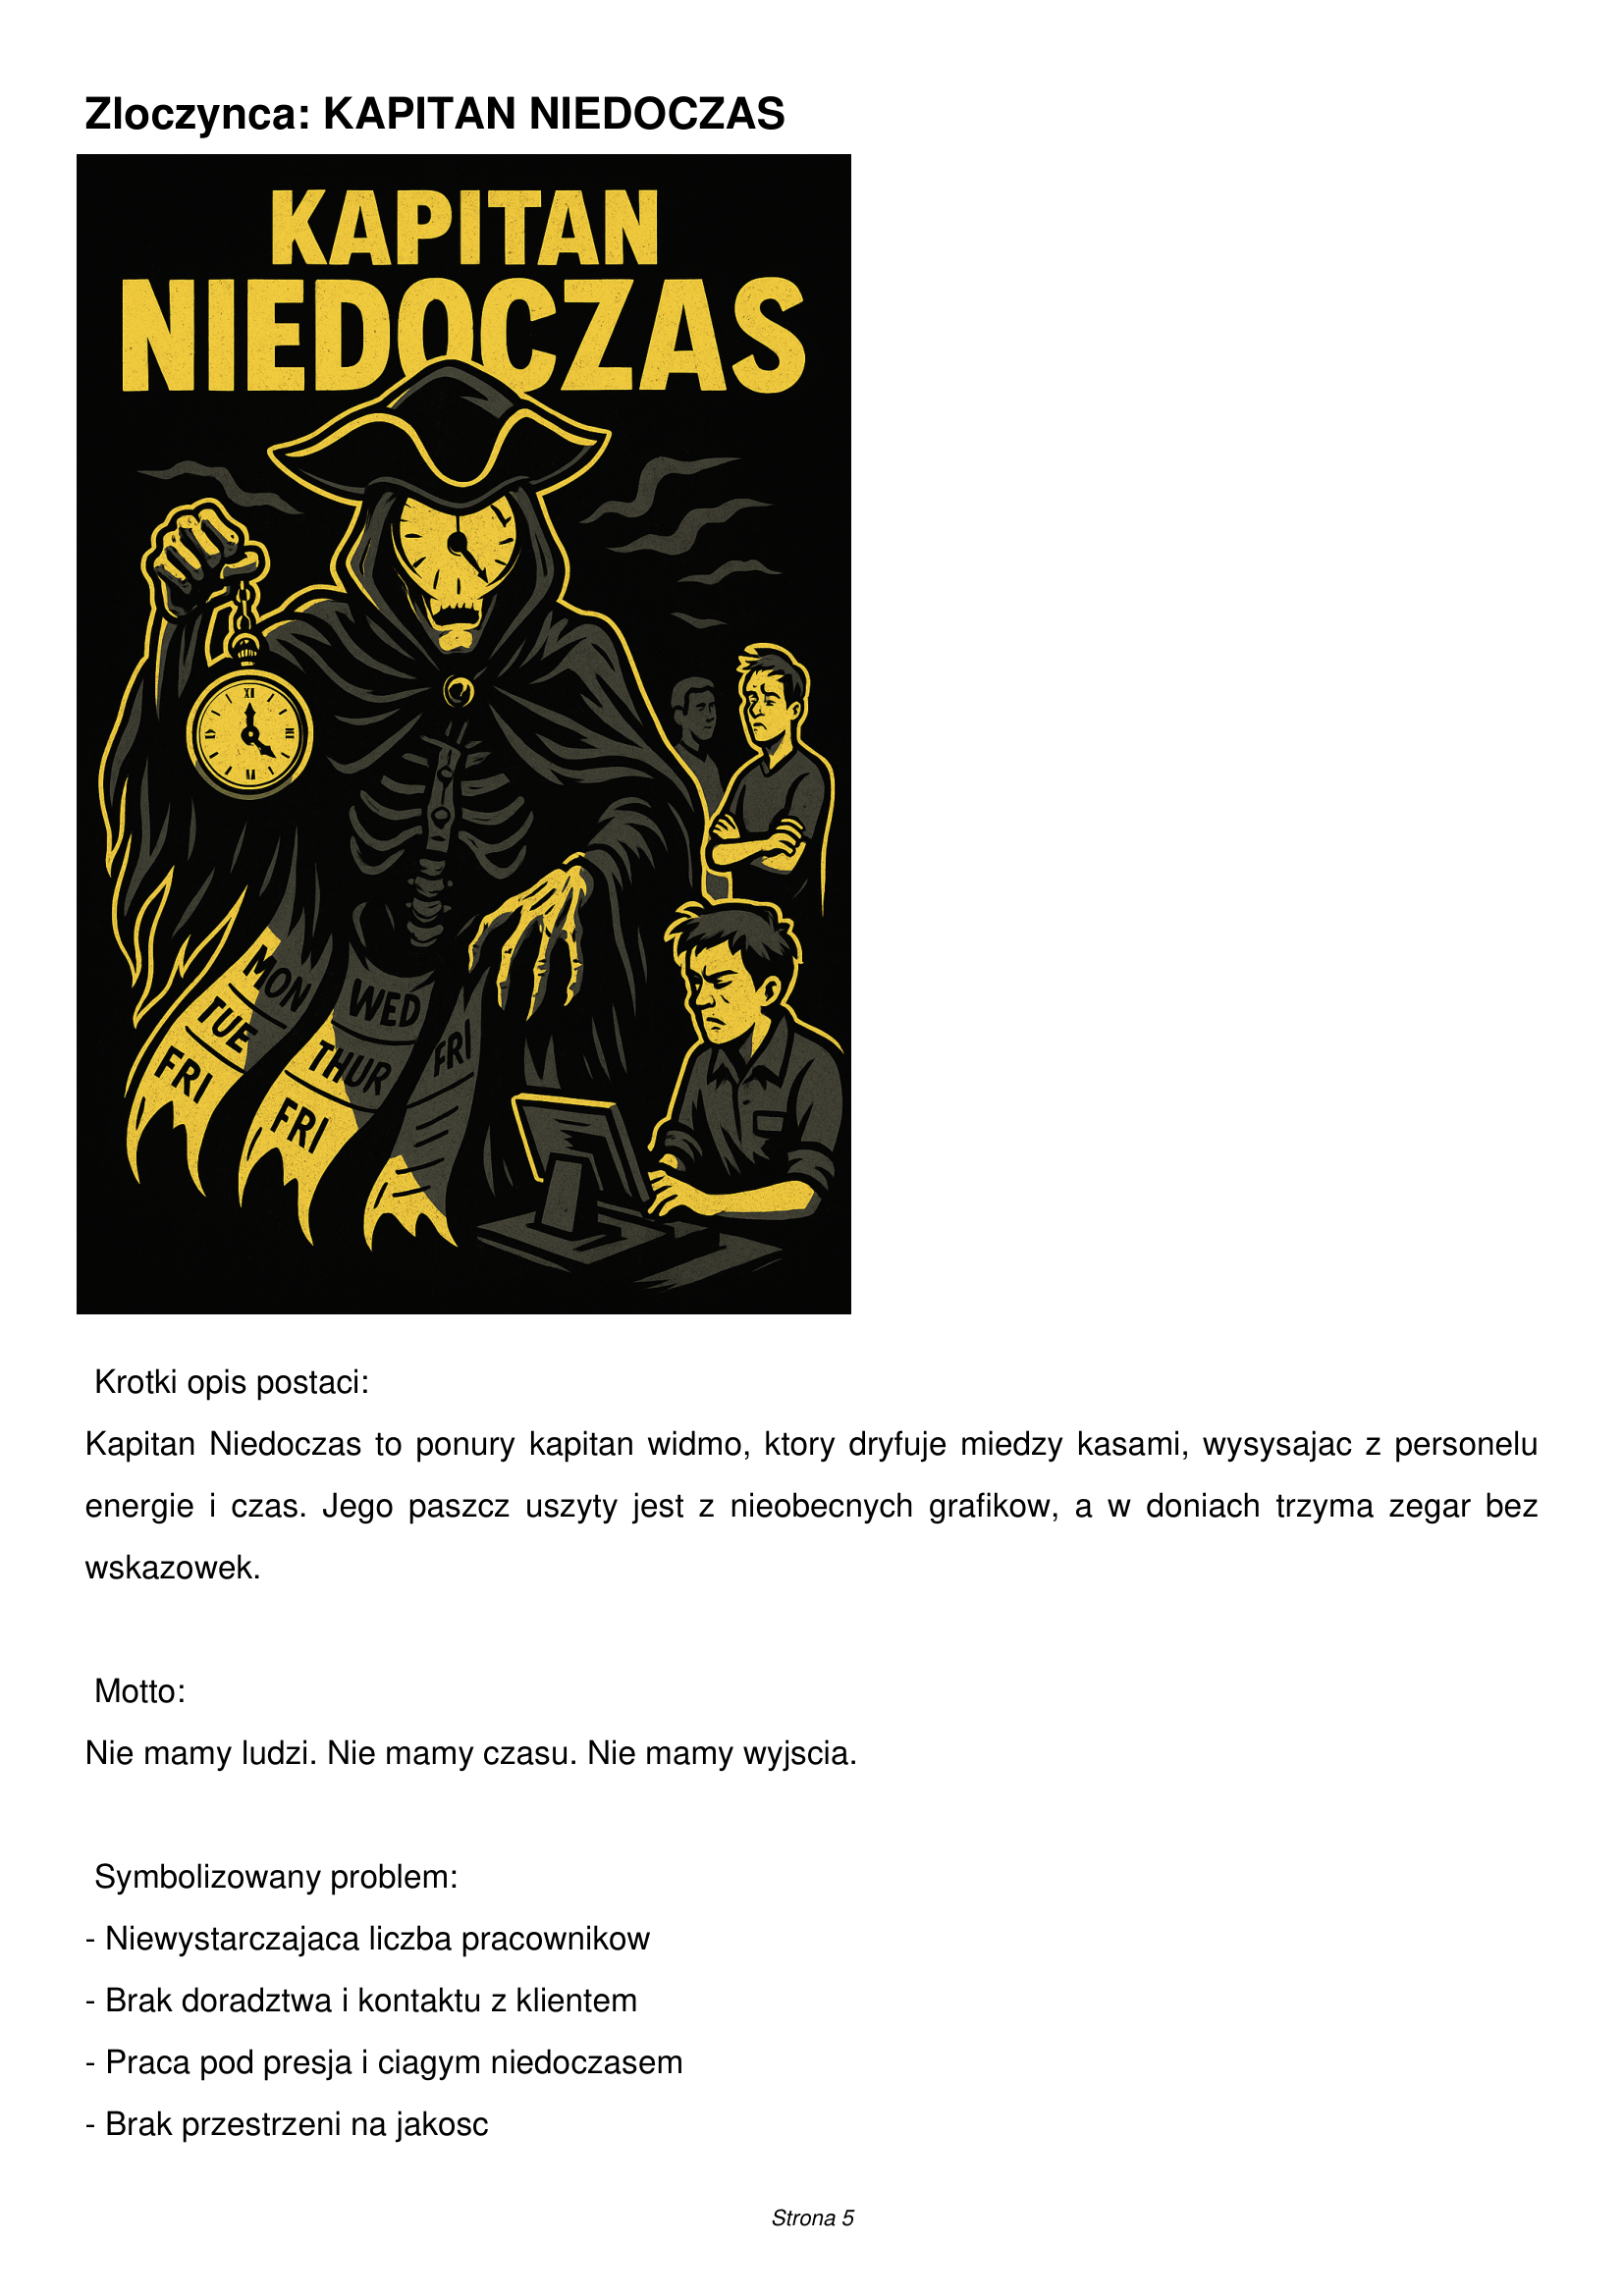 Zloczynca: KAPITAN NIEDOCZAS
KAPITAN
NIEDOCZAS
XII
III
VI
MON
TUE
FRI
WED
THUR
FRI
FRI
Krotki opis postaci:
Kapitan Niedoczas to ponury kapitan widmo, ktory dryfuje miedzy kasami, wysysajac z personelu
energie i czas. Jego paszcz uszyty jest z nieobecnych grafikow, a w doniach trzyma zegar bez
wskazowek.
Motto:
Nie mamy ludzi. Nie mamy czasu. Nie mamy wyjscia.
Symbolizowany problem:
- Niewystarczajaca liczba pracownikow
- Brak doradztwa i kontaktu z klientem
- Praca pod presja i ciagym niedoczasem
- Brak przestrzeni na jakosc
Strona 5